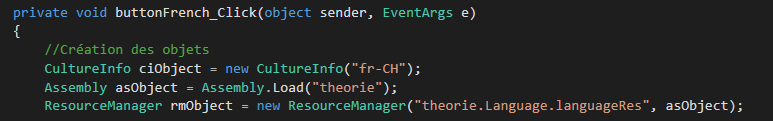 private void buttonFrench_Click(object sender, EventArgs e)
{
//Création des objets
CultureInfo ciObject = new CultureInfo("fr-CH");
Assembly asObject = Assembly.Load("theorie");
ResourceManager rmObject = new ResourceManager("theorie.Language.languageRes", asObject);